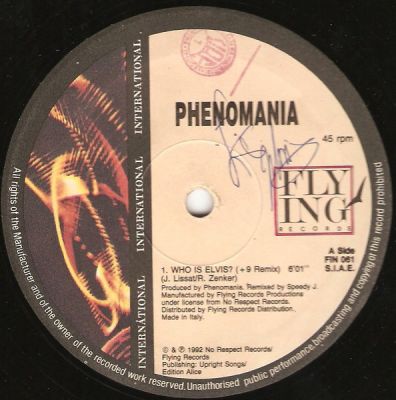 PHENOMANIA
45 rpm
FLY
ING
RECORDS
A Side
FIN 061
S.I.A.E.
1. WHO IS ELVIS? (+9 Remix) 6'01"
(J. Lissat/R. Zenker)
Produced by Phenomania. Remixed by Speedy J.
Manufactured by Flying Records Productions
under license from No Respect Records.
Distributed by Flying Records Distribution.
Made in Italy.
© & ℗ 1992 No Respect Records/
Flying Records
Publishing: Upright Songs/
Edition Alice
INTERNATIONAL
INTERNATIONAL
INTERNATIONAL
INTERNATIONAL
All rights of the Manufacturer and of the owner of the recorded work reserved. Unauthorised public performance, broadcasting and copying of this record prohibited